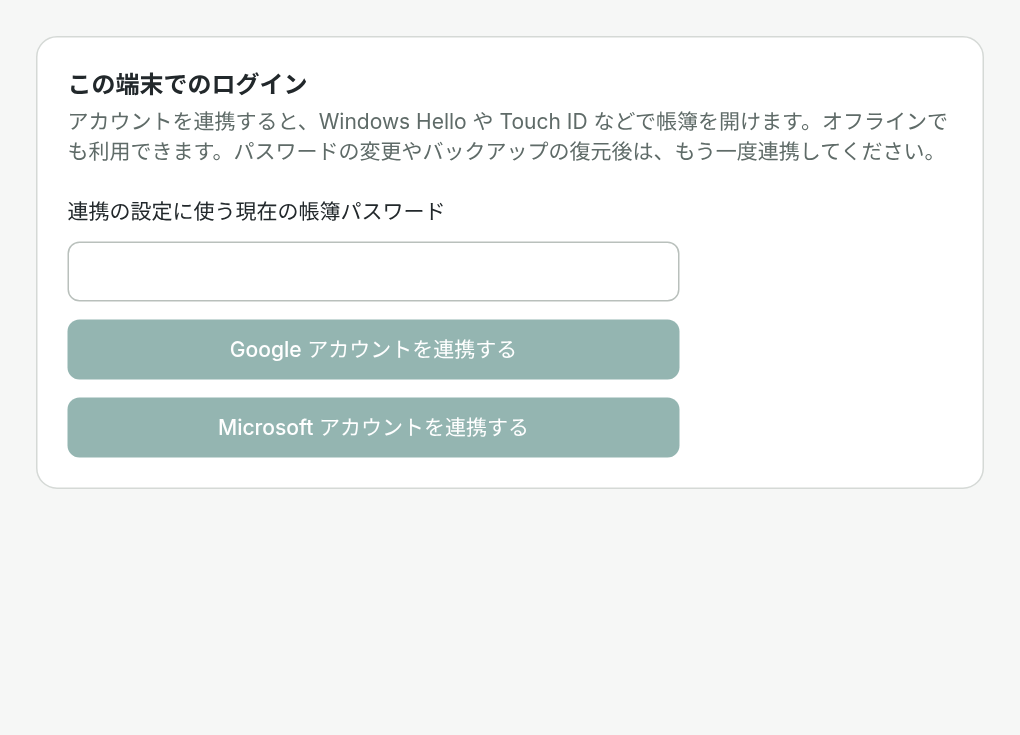 この端末でのログイン
アカウントを連携すると、Windows Hello や Touch ID などで帳簿を開けます。オフラインで
も利用できます。パスワードの変更やバックアップの復元後は、もう一度連携してください。
連携の設定に使う現在の帳簿パスワード
Google アカウントを連携する
Microsoft アカウントを連携する